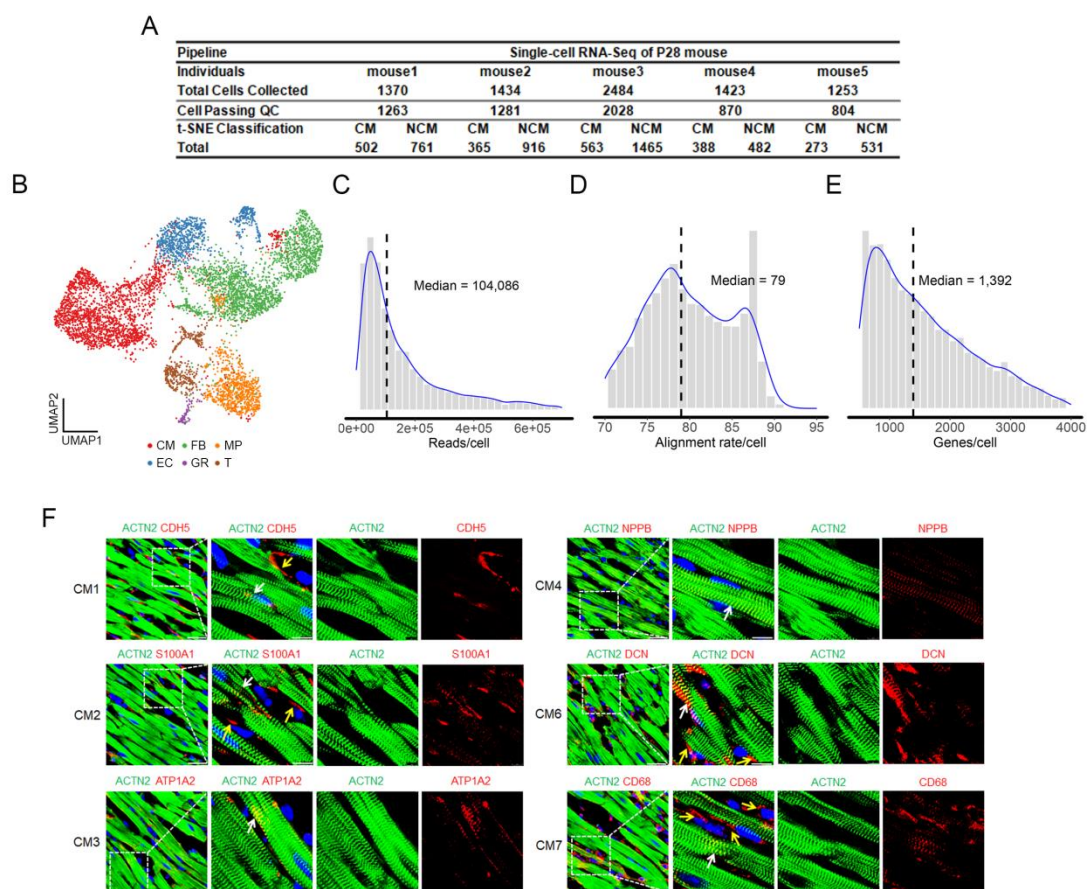 A
Pipeline Single-cell RNA-Seq of P28 mouse
Individuals mouse1 mouse2 mouse3 mouse4 mouse5
Total Cells Collected 1370 1434 2484 1423 1253
Cell Passing QC 1263 1281 2028 870 804
t-SNE Classification CM NCM CM NCM CM NCM CM NCM CM NCM
Total 502 761 365 916 563 1465 388 482 273 531
B
UMAP2
UMAP1
CM FB MP
EC GR T
C
Median = 104,086
0e+00 2e+05 4e+05 6e+05
Reads/cell
D
Median = 79
70 75 80 85 90 95
Alignment rate/cell
E
Median = 1,392
1000 2000 3000 4000
Genes/cell
F
ACTN2 CDH5 ACTN2 CDH5 ACTN2 CDH5
CM1
ACTN2 S100A1 ACTN2 S100A1 ACTN2 S100A1
CM2
ACTN2 ATP1A2 ACTN2 ATP1A2 ACTN2 ATP1A2
CM3
ACTN2 NPPB ACTN2 NPPB ACTN2 NPPB
CM4
ACTN2 DCN ACTN2 DCN ACTN2 DCN
CM6
ACTN2 CD68 ACTN2 CD68 ACTN2 CD68
CM7